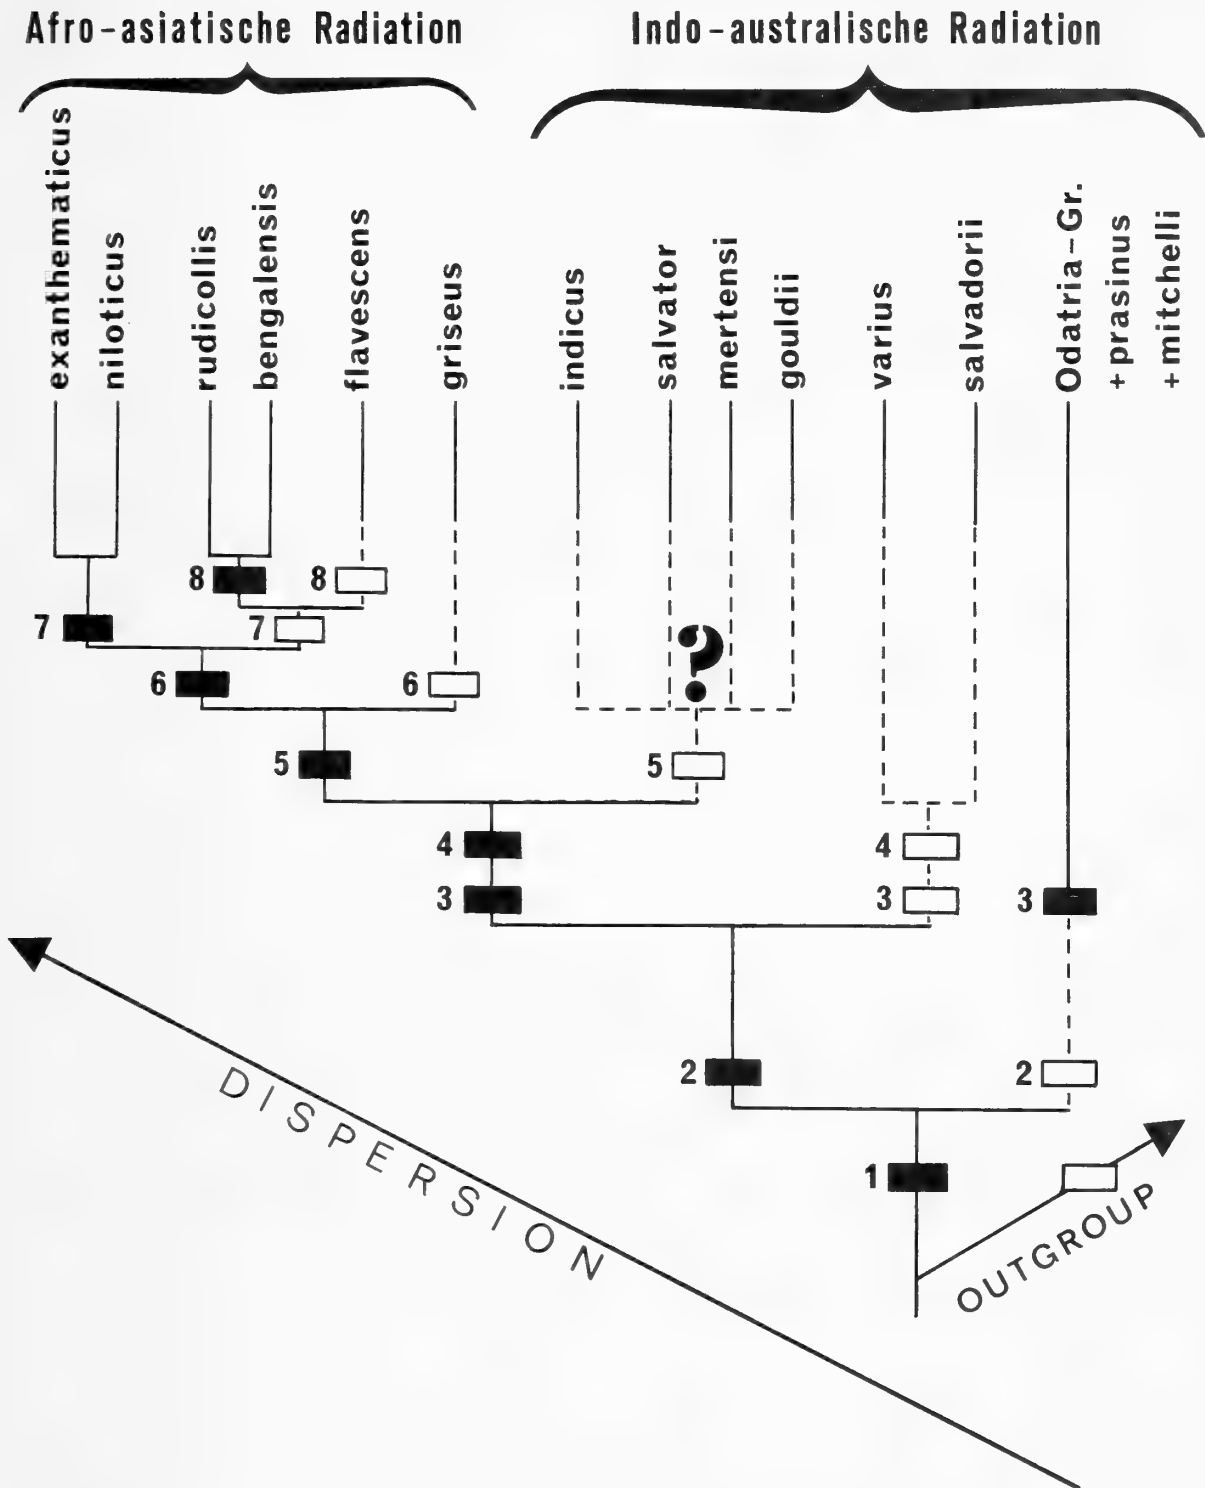 Afro-asiatische Radiation
Indo-australische Radiation
exanthematicus
niloticus
rudicollis
bengalensis
flavescens
griseus
indicus
salvator
mertensi
gouldii
varius
salvadorii
Odatria-Gr.
+ prasinus
+ mitchelli
8
8
7
7
?
6
6
5
5
4
4
3
3
3
2
2
1
DISPERSION
OUTGROUP